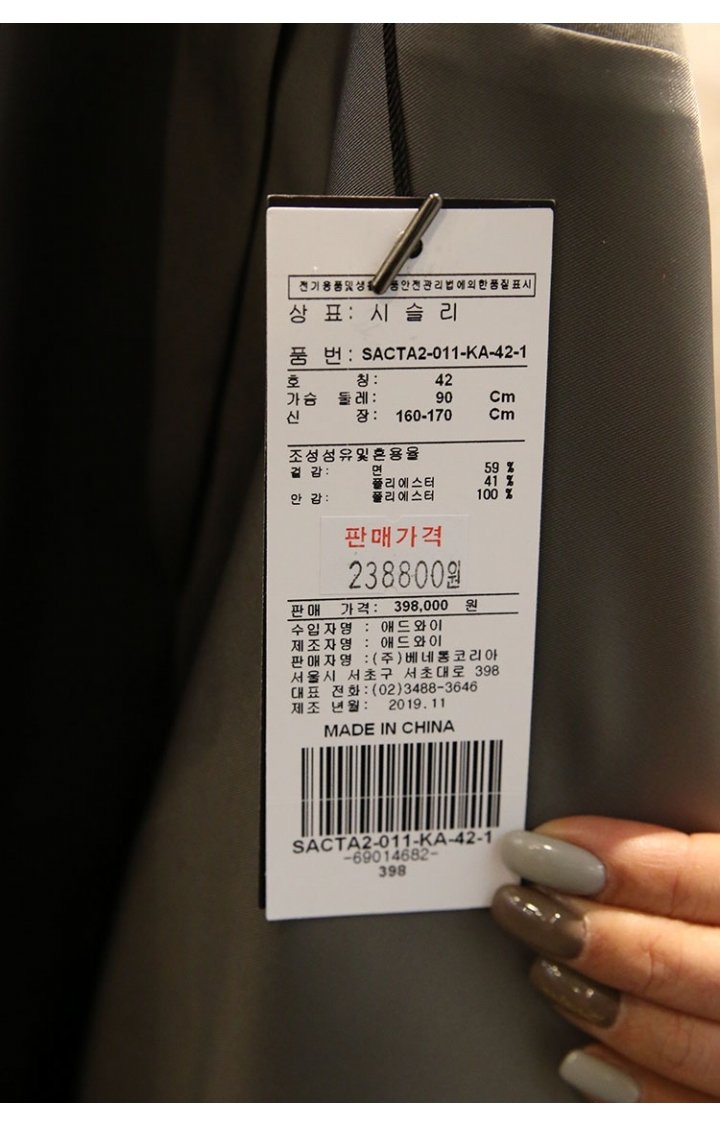 전기용품및생활 품안전관리법에의한품질표시
상 표: 시 슬 리
품 번: SACTA2-011-KA-42-1
호 칭: 42
가슴 둘레: 90 Cm
신 장: 160-170 Cm
조성섬유및혼용율
겉 감: 면 59 %
폴리에스터 41 %
안 감: 폴리에스터 100 %
판매가격
238800원
판매 가격: 398,000 원
수입자명 : 애드와이
제조자명 : 애드와이
판매자명 :(주)베네통코리아
서울시 서초구 서초대로 398
대표 전화:(02)3488-3646
제조 년월: 2019.11
MADE IN CHINA
SACTA2-011-KA-42-1
-69014682-
398